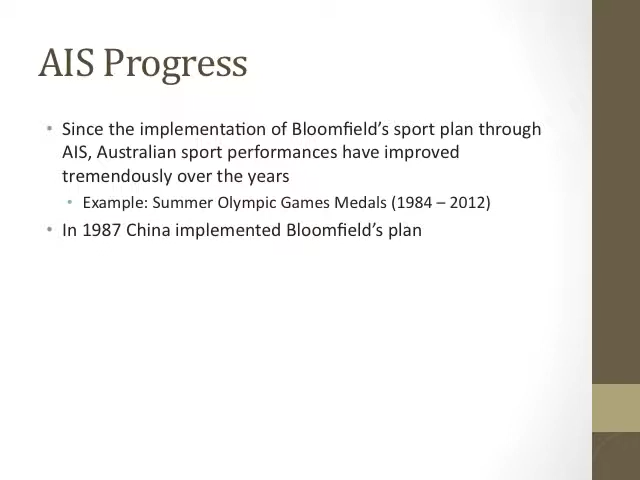 AIS Progress
• Since the implementation of Bloomfield's sport plan through
AIS, Australian sport performances have improved
tremendously over the years
• Example: Summer Olympic Games Medals (1984 – 2012)
• In 1987 China implemented Bloomfield's plan